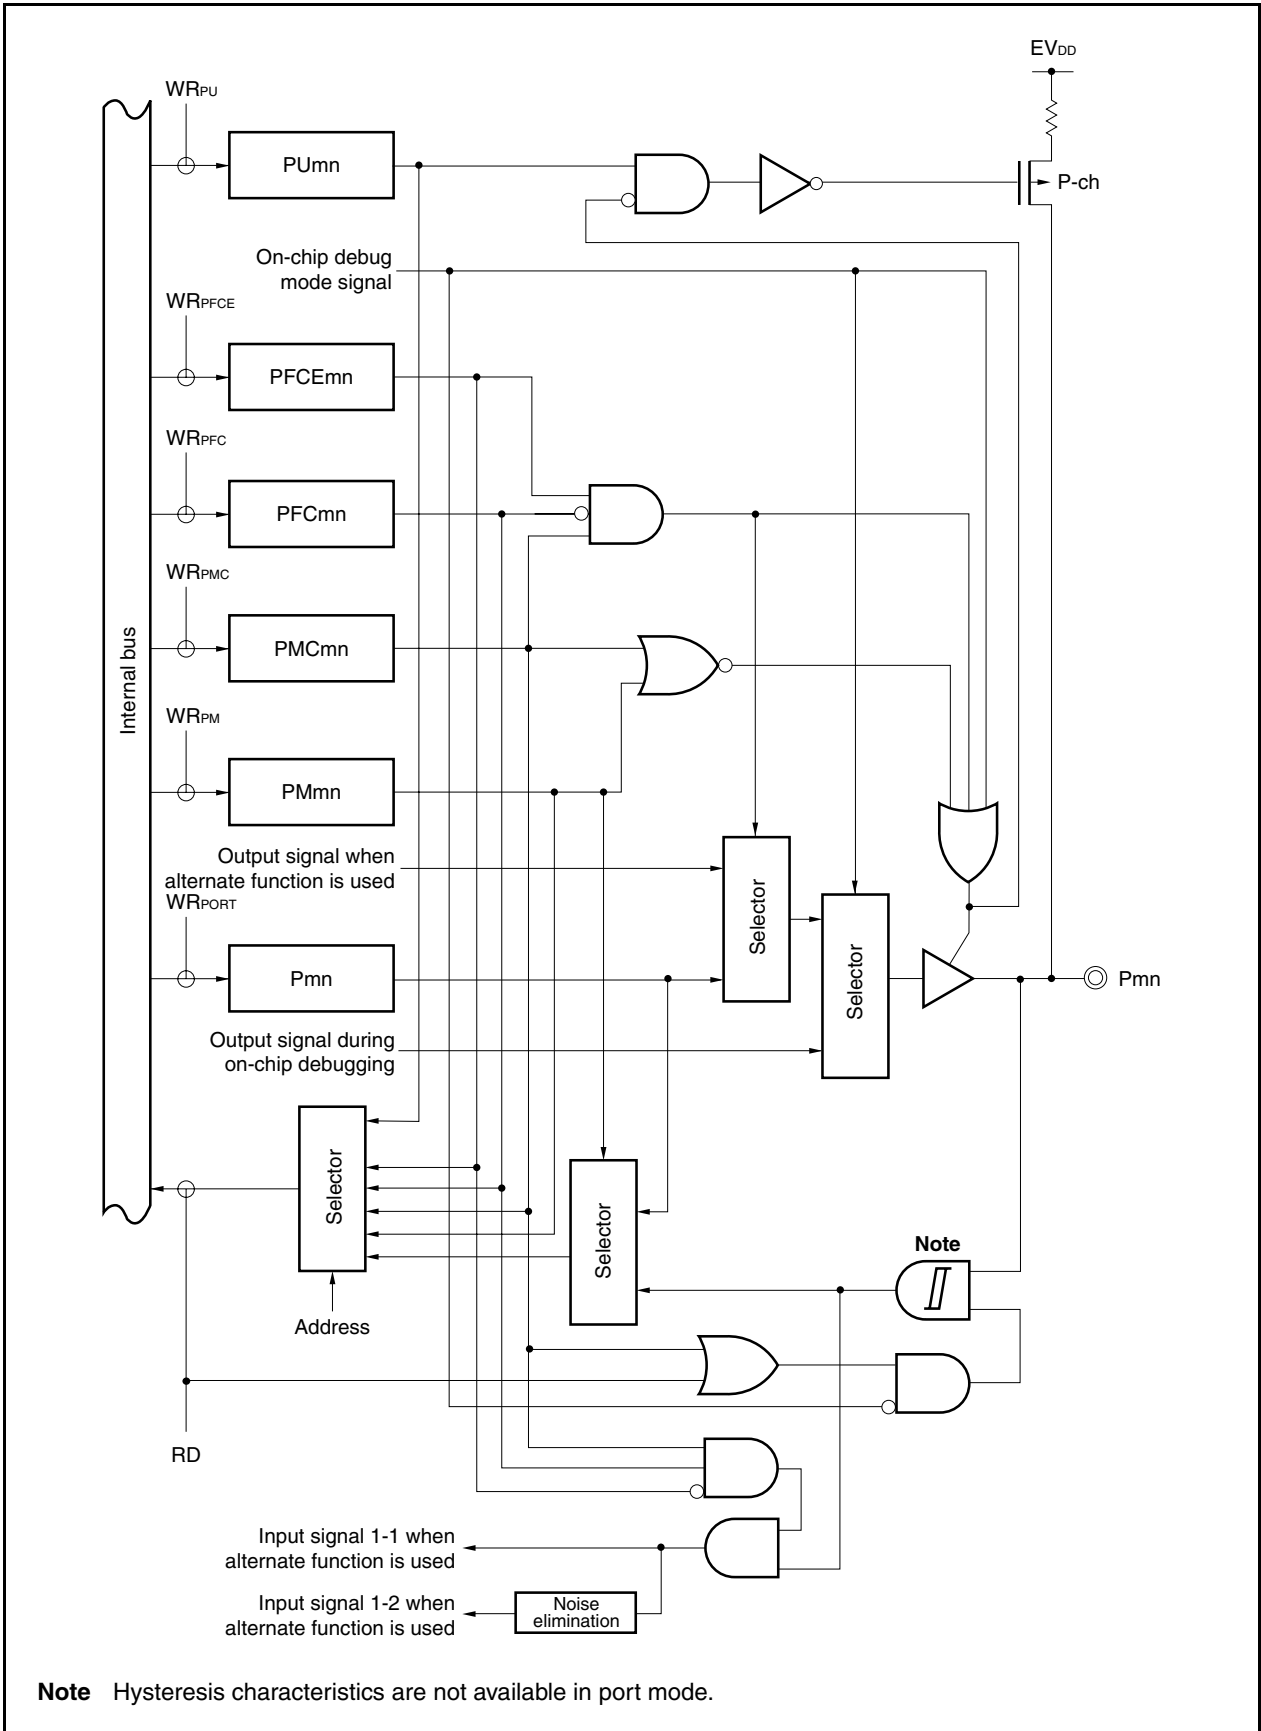 EVDD
WRPU
PUmn
P-ch
On-chip debug
mode signal
WRPFCE
PFCEmn
WRPFC
PFCmn
WRPMC
PMCmn
Internal bus
WRPM
PMmn
Output signal when
alternate function is used
WRPORT
Pmn
Selector
Selector
Pmn
Output signal during
on-chip debugging
Selector
Selector
Note
Address
RD
Input signal 1-1 when
alternate function is used
Input signal 1-2 when
alternate function is used
Noise
elimination
Note Hysteresis characteristics are not available in port mode.